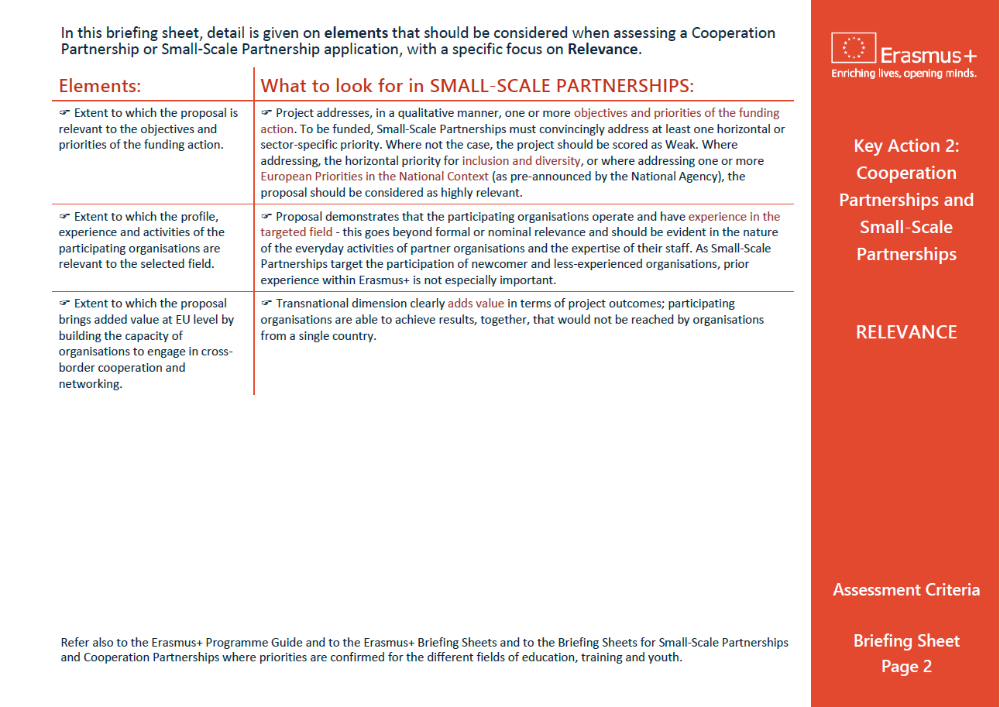 In this briefing sheet, detail is given on elements that should be considered when assessing a Cooperation
Partnership or Small-Scale Partnership application, with a specific focus on Relevance.
Elements:
What to look for in SMALL-SCALE PARTNERSHIPS:
☞ Extent to which the proposal is
relevant to the objectives and
priorities of the funding action.
☞ Project addresses, in a qualitative manner, one or more objectives and priorities of the funding
action. To be funded, Small-Scale Partnerships must convincingly address at least one horizontal or
sector-specific priority. Where not the case, the project should be scored as Weak. Where
addressing, the horizontal priority for inclusion and diversity, or where addressing one or more
European Priorities in the National Context (as pre-announced by the National Agency), the
proposal should be considered as highly relevant.
☞ Extent to which the profile,
experience and activities of the
participating organisations are
relevant to the selected field.
☞ Proposal demonstrates that the participating organisations operate and have experience in the
targeted field - this goes beyond formal or nominal relevance and should be evident in the nature
of the everyday activities of partner organisations and the expertise of their staff. As Small-Scale
Partnerships target the participation of newcomer and less-experienced organisations, prior
experience within Erasmus+ is not especially important.
☞ Extent to which the proposal
brings added value at EU level by
building the capacity of
organisations to engage in cross-
border cooperation and
networking.
☞ Transnational dimension clearly adds value in terms of project outcomes; participating
organisations are able to achieve results, together, that would not be reached by organisations
from a single country.
Refer also to the Erasmus+ Programme Guide and to the Erasmus+ Briefing Sheets and to the Briefing Sheets for Small-Scale Partnerships
and Cooperation Partnerships where priorities are confirmed for the different fields of education, training and youth.
Erasmus+
Enriching lives, opening minds.
Key Action 2:
Cooperation
Partnerships and
Small-Scale
Partnerships
RELEVANCE
Assessment Criteria
Briefing Sheet
Page 2